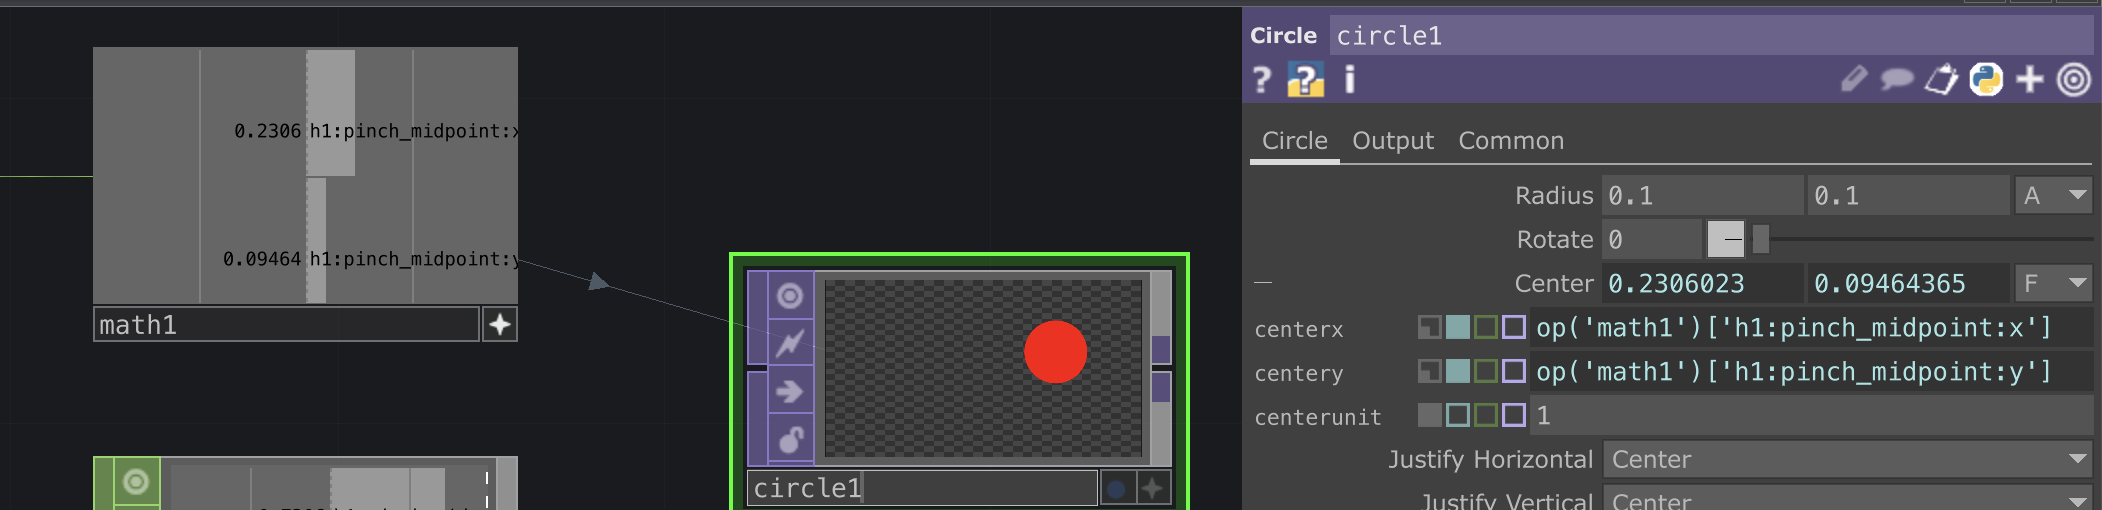 0.2306 h1:pinch_midpoint:x
0.09464 h1:pinch_midpoint:y
math1
circle1
Circle circle1
Circle Output Common
Radius 0.1 0.1 A
Rotate 0
Center 0.2306023 0.09464365 F
centerx op('math1')['h1:pinch_midpoint:x']
centery op('math1')['h1:pinch_midpoint:y']
centerunit 1
Justify Horizontal Center
Justify Vertical Center